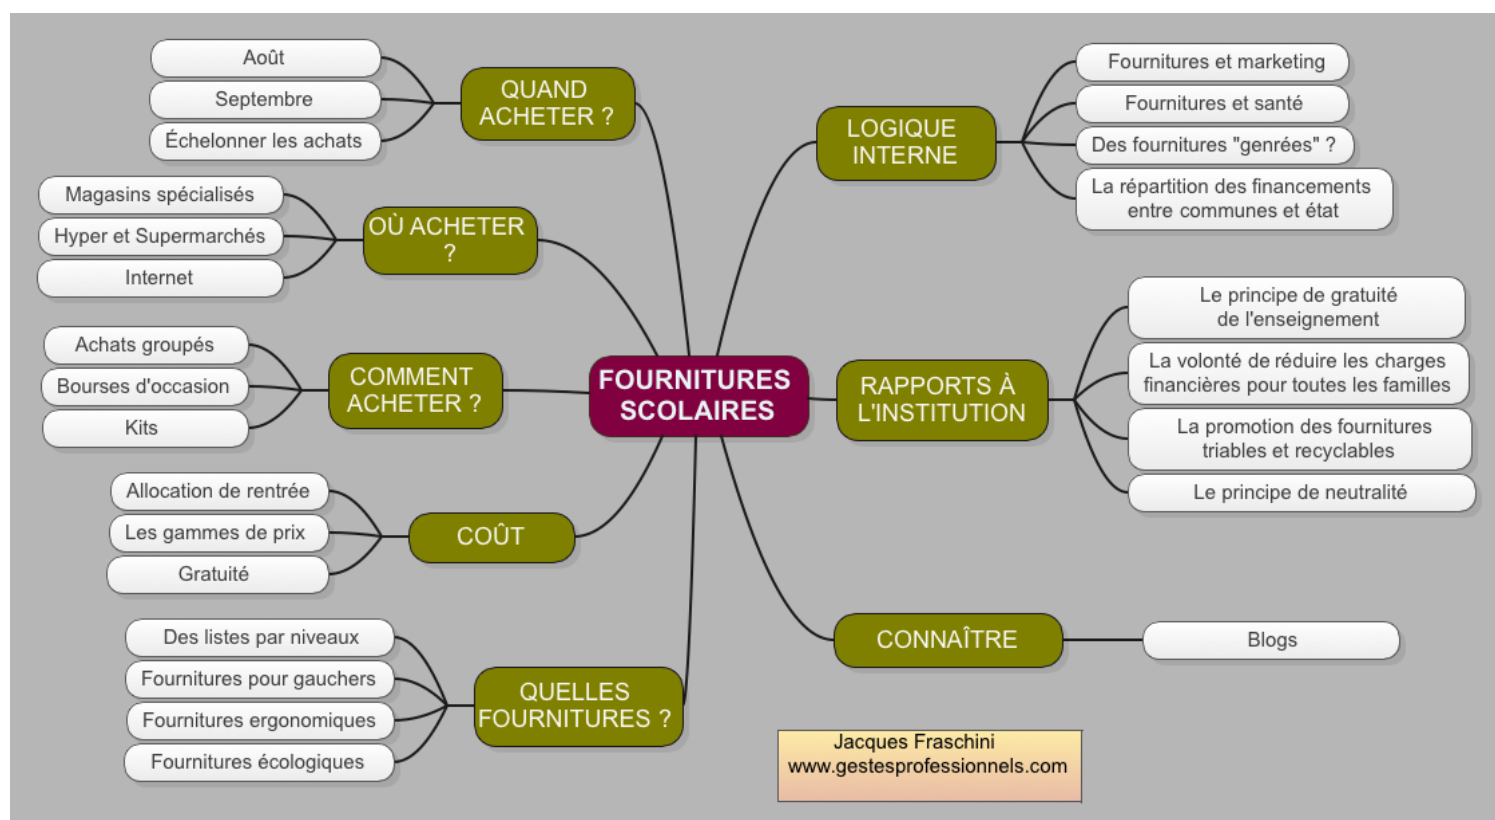 Août
Septembre
Échelonner les achats
QUAND
ACHETER ?
Magasins spécialisés
Hyper et Supermarchés
Internet
OÙ ACHETER
?
Achats groupés
Bourses d'occasion
Kits
COMMENT
ACHETER ?
Allocation de rentrée
Les gammes de prix
Gratuité
COÛT
Des listes par niveaux
Fournitures pour gauchers
Fournitures ergonomiques
Fournitures écologiques
QUELLES
FOURNITURES ?
FOURNITURES
SCOLAIRES
LOGIQUE
INTERNE
Fournitures et marketing
Fournitures et santé
Des fournitures "genrées" ?
La répartition des financements
entre communes et état
RAPPORTS À
L'INSTITUTION
Le principe de gratuité
de l'enseignement
La volonté de réduire les charges
financières pour toutes les familles
La promotion des fournitures
triables et recyclables
Le principe de neutralité
CONNAÎTRE
Blogs
Jacques Fraschini
www.gestesprofessionnels.com